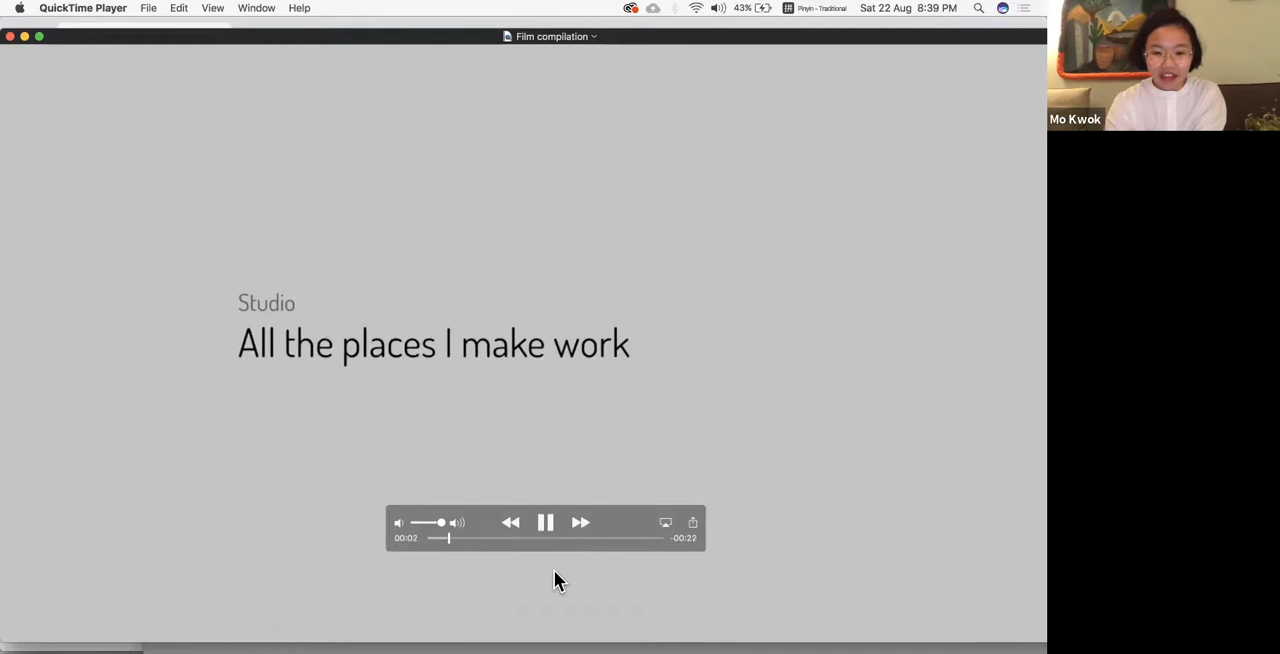 QuickTime Player File Edit View Window Help 43% Pinyin - Traditional Sat 22 Aug 8:39 PM
Film compilation
Mo Kwok
Studio
All the places I make work
00:02 -00:22